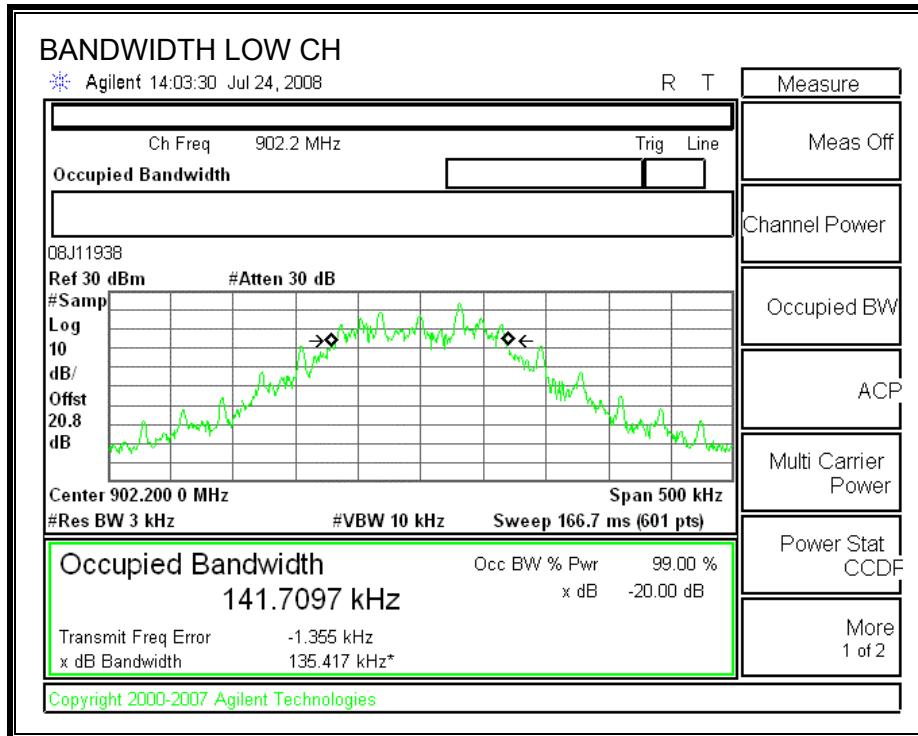 BANDWIDTH LOW CH
Agilent 14:03:30 Jul 24, 2008 R T
Measure
Ch Freq 902.2 MHz Trig Line
Meas Off
Occupied Bandwidth
Channel Power
08J11938
Ref 30 dBm #Atten 30 dB
#Samp
Log
10
dB/
Offst
20.8
dB
Occupied BW
ACP
Multi Carrier
Power
Center 902.200 0 MHz Span 500 kHz
#Res BW 3 kHz #VBW 10 kHz Sweep 166.7 ms (601 pts)
Power Stat
CCDF
Occupied Bandwidth
141.7097 kHz
Occ BW % Pwr 99.00 %
x dB -20.00 dB
Transmit Freq Error -1.355 kHz
x dB Bandwidth 135.417 kHz*
More
1 of 2
Copyright 2000-2007 Agilent Technologies